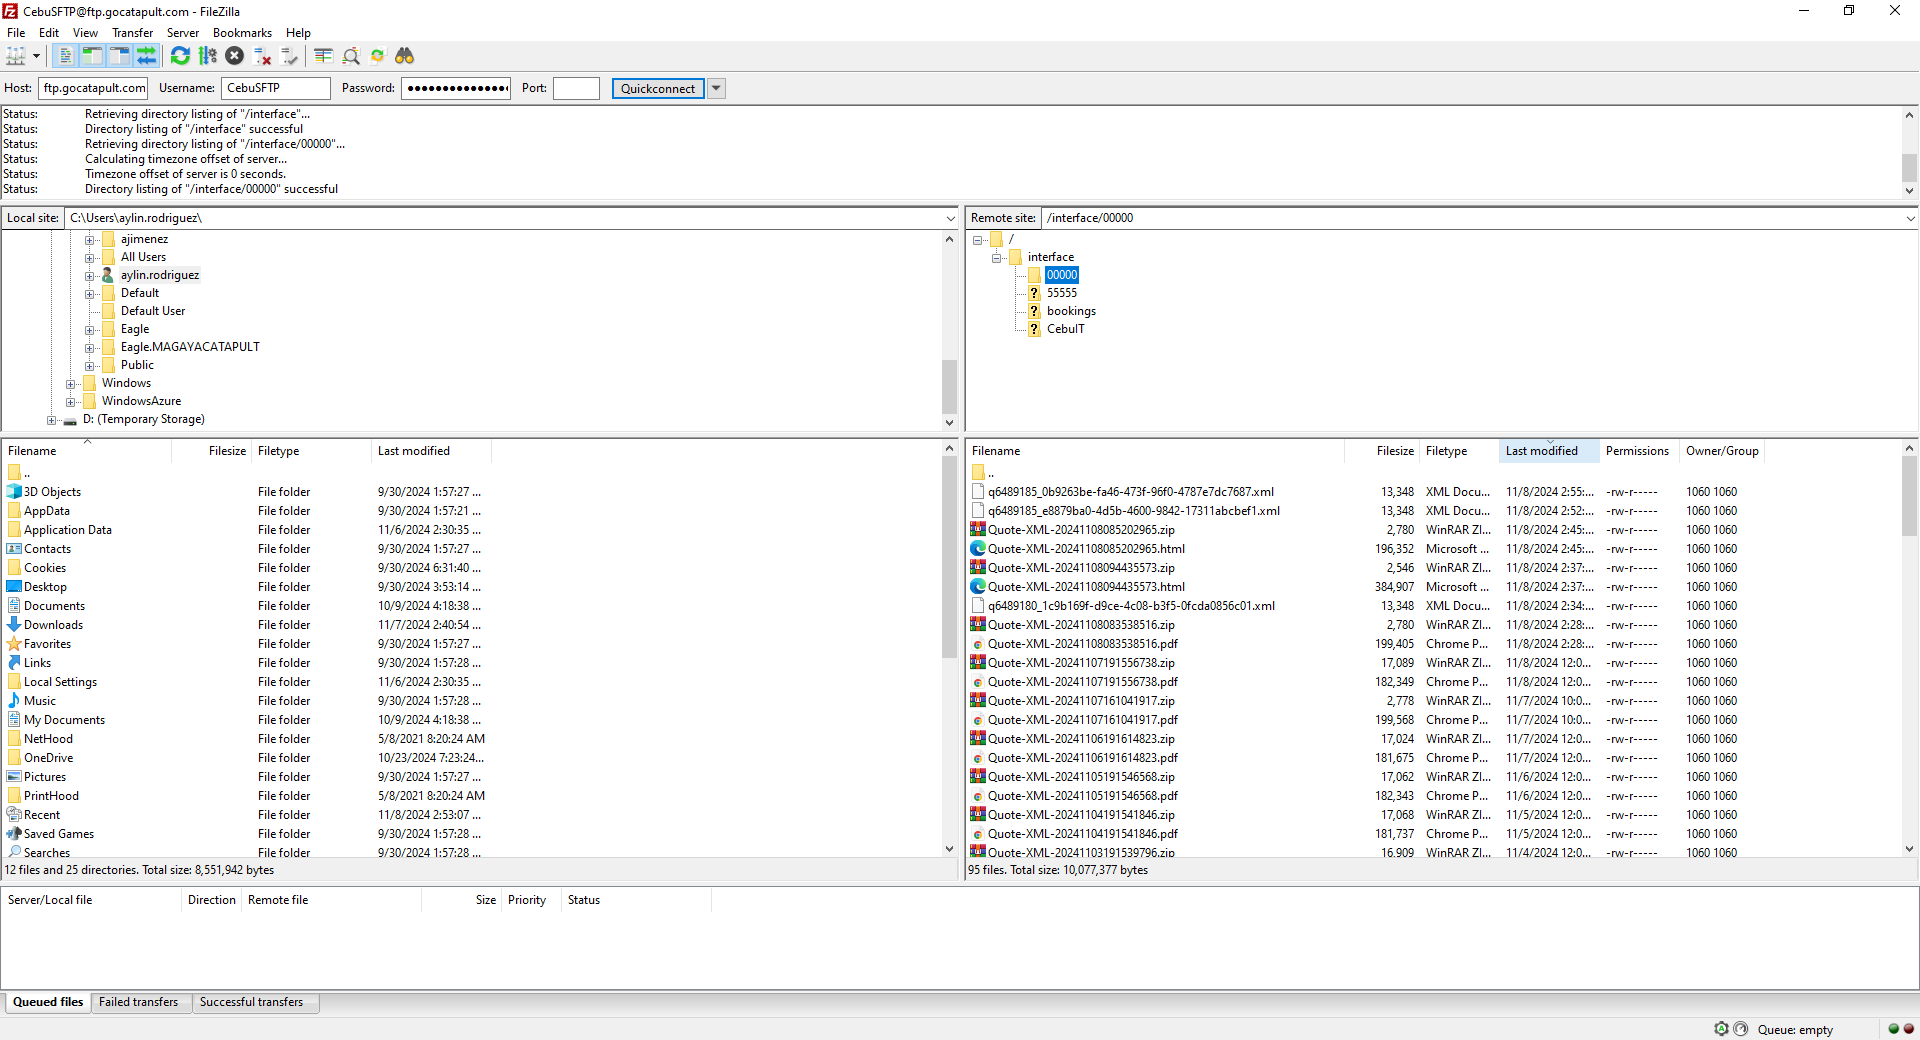 CebuSFTP@ftp.gocatapult.com - FileZilla
File Edit View Transfer Server Bookmarks Help
Host: ftp.gocatapult.com Username: CebuSFTP Password: ●●●●●●●●●●●●●●● Port: Quickconnect
Status: Retrieving directory listing of "/interface"...
Status: Directory listing of "/interface" successful
Status: Retrieving directory listing of "/interface/00000"...
Status: Calculating timezone offset of server...
Status: Timezone offset of server is 0 seconds.
Status: Directory listing of "/interface/00000" successful
Local site: C:\Users\aylin.rodriguez\
ajimenez
All Users
aylin.rodriguez
Default
Default User
Eagle
Eagle.MAGAYACATAPULT
Public
Windows
WindowsAzure
D: (Temporary Storage)
Remote site: /interface/00000
/
interface
00000
55555
bookings
CebuIT
Filename Filesize Filetype Last modified
..
3D Objects File folder 9/30/2024 1:57:27 ...
AppData File folder 9/30/2024 1:57:21 ...
Application Data File folder 11/6/2024 2:30:35 ...
Contacts File folder 9/30/2024 1:57:27 ...
Cookies File folder 9/30/2024 6:31:40 ...
Desktop File folder 9/30/2024 3:53:14 ...
Documents File folder 10/9/2024 4:18:38 ...
Downloads File folder 11/7/2024 2:40:54 ...
Favorites File folder 9/30/2024 1:57:27 ...
Links File folder 9/30/2024 1:57:28 ...
Local Settings File folder 11/6/2024 2:30:35 ...
Music File folder 9/30/2024 1:57:28 ...
My Documents File folder 10/9/2024 4:18:38 ...
NetHood File folder 5/8/2021 8:20:24 AM
OneDrive File folder 10/23/2024 7:23:24...
Pictures File folder 9/30/2024 1:57:27 ...
PrintHood File folder 5/8/2021 8:20:24 AM
Recent File folder 11/8/2024 2:53:07 ...
Saved Games File folder 9/30/2024 1:57:28 ...
Searches File folder 9/30/2024 1:57:28 ...
12 files and 25 directories. Total size: 8,551,942 bytes
Filename Filesize Filetype Last modified Permissions Owner/Group
..
q6489185_0b9263be-fa46-473f-96f0-4787e7dc7687.xml 13,348 XML Docu... 11/8/2024 2:55:... -rw-r----- 1060 1060
q6489185_e8879ba0-4d5b-4600-9842-17311abcbef1.xml 13,348 XML Docu... 11/8/2024 2:52:... -rw-r----- 1060 1060
Quote-XML-20241108085202965.zip 2,780 WinRAR ZI... 11/8/2024 2:45:... -rw-r----- 1060 1060
Quote-XML-20241108085202965.html 196,352 Microsoft ... 11/8/2024 2:45:... -rw-r----- 1060 1060
Quote-XML-20241108094435573.zip 2,546 WinRAR ZI... 11/8/2024 2:37:... -rw-r----- 1060 1060
Quote-XML-20241108094435573.html 384,907 Microsoft ... 11/8/2024 2:37:... -rw-r----- 1060 1060
q6489180_1c9b169f-d9ce-4c08-b3f5-0fcda0856c01.xml 13,348 XML Docu... 11/8/2024 2:34:... -rw-r----- 1060 1060
Quote-XML-20241108083538516.zip 2,780 WinRAR ZI... 11/8/2024 2:28:... -rw-r----- 1060 1060
Quote-XML-20241108083538516.pdf 199,405 Chrome P... 11/8/2024 2:28:... -rw-r----- 1060 1060
Quote-XML-20241107191556738.zip 17,089 WinRAR ZI... 11/8/2024 12:0... -rw-r----- 1060 1060
Quote-XML-20241107191556738.pdf 182,349 Chrome P... 11/8/2024 12:0... -rw-r----- 1060 1060
Quote-XML-20241107161041917.zip 2,778 WinRAR ZI... 11/7/2024 10:0... -rw-r----- 1060 1060
Quote-XML-20241107161041917.pdf 199,568 Chrome P... 11/7/2024 10:0... -rw-r----- 1060 1060
Quote-XML-20241106191614823.zip 17,024 WinRAR ZI... 11/7/2024 12:0... -rw-r----- 1060 1060
Quote-XML-20241106191614823.pdf 181,675 Chrome P... 11/7/2024 12:0... -rw-r----- 1060 1060
Quote-XML-20241105191546568.zip 17,062 WinRAR ZI... 11/6/2024 12:0... -rw-r----- 1060 1060
Quote-XML-20241105191546568.pdf 182,343 Chrome P... 11/6/2024 12:0... -rw-r----- 1060 1060
Quote-XML-20241104191541846.zip 17,068 WinRAR ZI... 11/5/2024 12:0... -rw-r----- 1060 1060
Quote-XML-20241104191541846.pdf 181,737 Chrome P... 11/5/2024 12:0... -rw-r----- 1060 1060
Quote-XML-20241103191539796.zip 16,909 WinRAR ZI... 11/4/2024 12:0... -rw-r----- 1060 1060
95 files. Total size: 10,077,377 bytes
Server/Local file Direction Remote file Size Priority Status
Queued files Failed transfers Successful transfers
Queue: empty